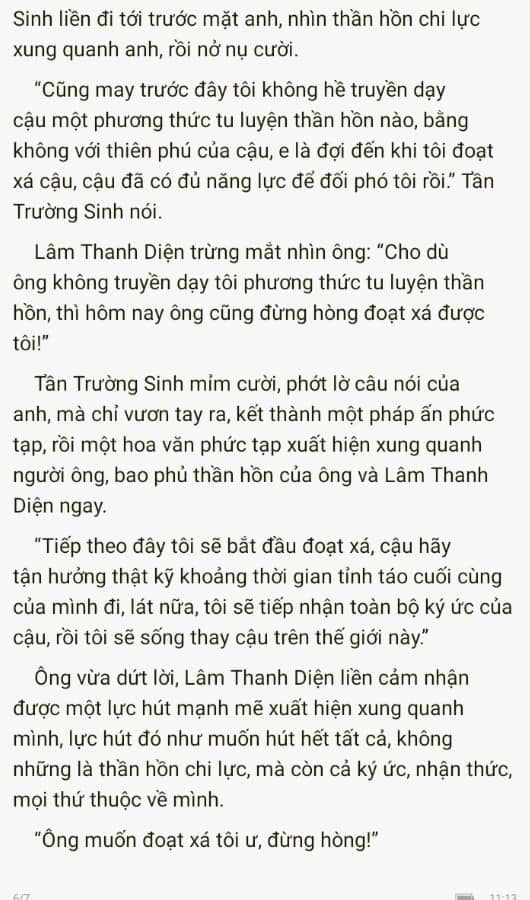 Sinh liền đi tới trước mặt anh, nhìn thần hồn chi lực
xung quanh anh, rồi nở nụ cười.
“Cũng may trước đây tôi không hề truyền dạy
cậu một phương thức tu luyện thần hồn nào, bằng
không với thiên phú của cậu, e là đợi đến khi tôi đoạt
xá cậu, cậu đã có đủ năng lực để đối phó tôi rồi.” Tần
Trường Sinh nói.
Lâm Thanh Diện trừng mắt nhìn ông: “Cho dù
ông không truyền dạy tôi phương thức tu luyện thần
hồn, thì hôm nay ông cũng đừng hòng đoạt xá được
tôi!”
Tần Trường Sinh mỉm cười, phớt lờ câu nói của
anh, mà chỉ vươn tay ra, kết thành một pháp ấn phức
tạp, rồi một hoa văn phức tạp xuất hiện xung quanh
người ông, bao phủ thần hồn của ông và Lâm Thanh
Diện ngay.
“Tiếp theo đây tôi sẽ bắt đầu đoạt xá, cậu hãy
tận hưởng thật kỹ khoảng thời gian tỉnh táo cuối cùng
của mình đi, lát nữa, tôi sẽ tiếp nhận toàn bộ ký ức của
cậu, rồi tôi sẽ sống thay cậu trên thế giới này.”
Ông vừa dứt lời, Lâm Thanh Diện liền cảm nhận
được một lực hút mạnh mẽ xuất hiện xung quanh
mình, lực hút đó như muốn hút hết tất cả, không
những là thần hồn chi lực, mà còn cả ký ức, nhận thức,
mọi thứ thuộc về mình.
“Ông muốn đoạt xá tôi ư, đừng hòng!”
6/7
11:13